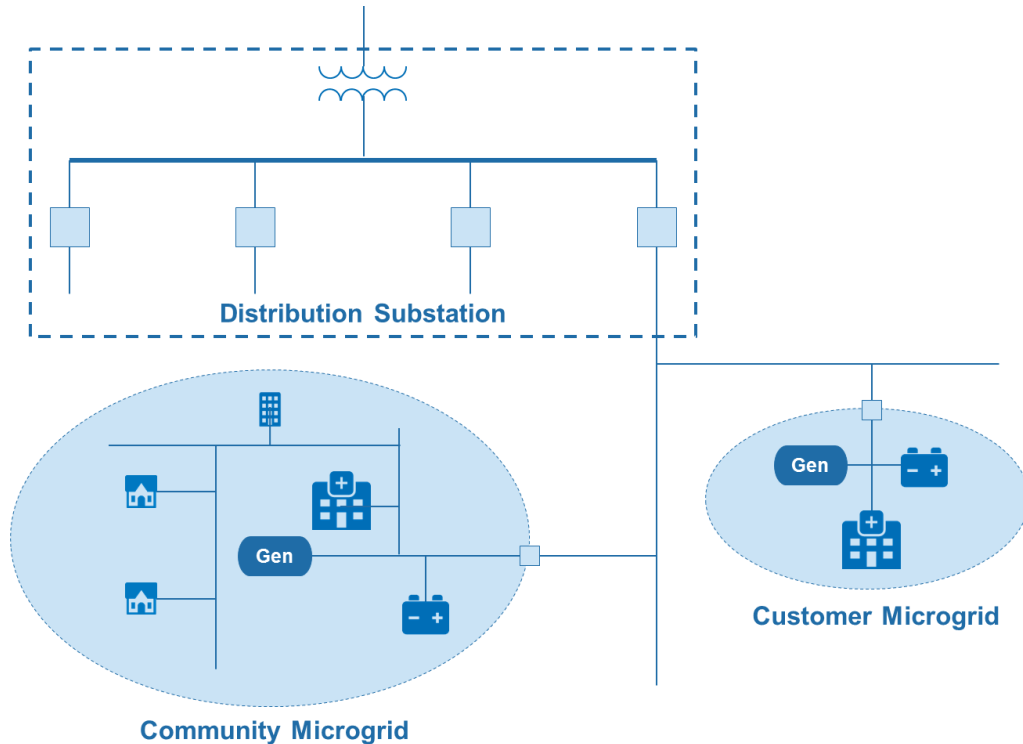 Distribution Substation
Gen
Gen
Customer Microgrid
Community Microgrid